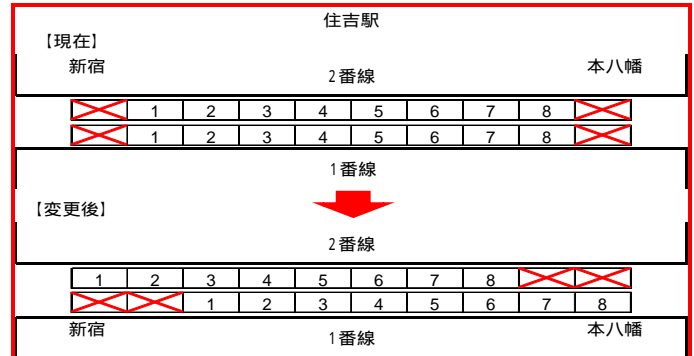 住吉駅
【現在】
新宿 2番線 本八幡
1 2 3 4 5 6 7 8
1 2 3 4 5 6 7 8
1番線
【変更後】
2番線
1 2 3 4 5 6 7 8
1 2 3 4 5 6 7 8
新宿 1番線 本八幡